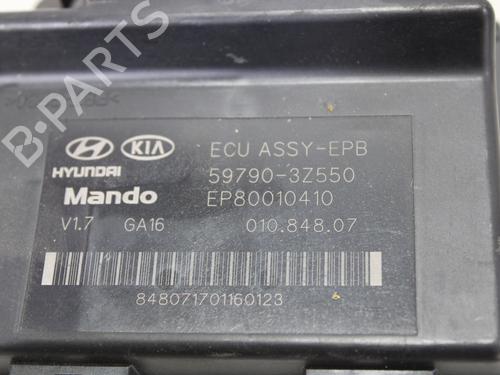 B-PARTS
HYUNDAI KIA ECU ASSY-EPB
Mando 59790-3Z550
EP80010410
V1.7 GA16 010.848.07
848071701160123